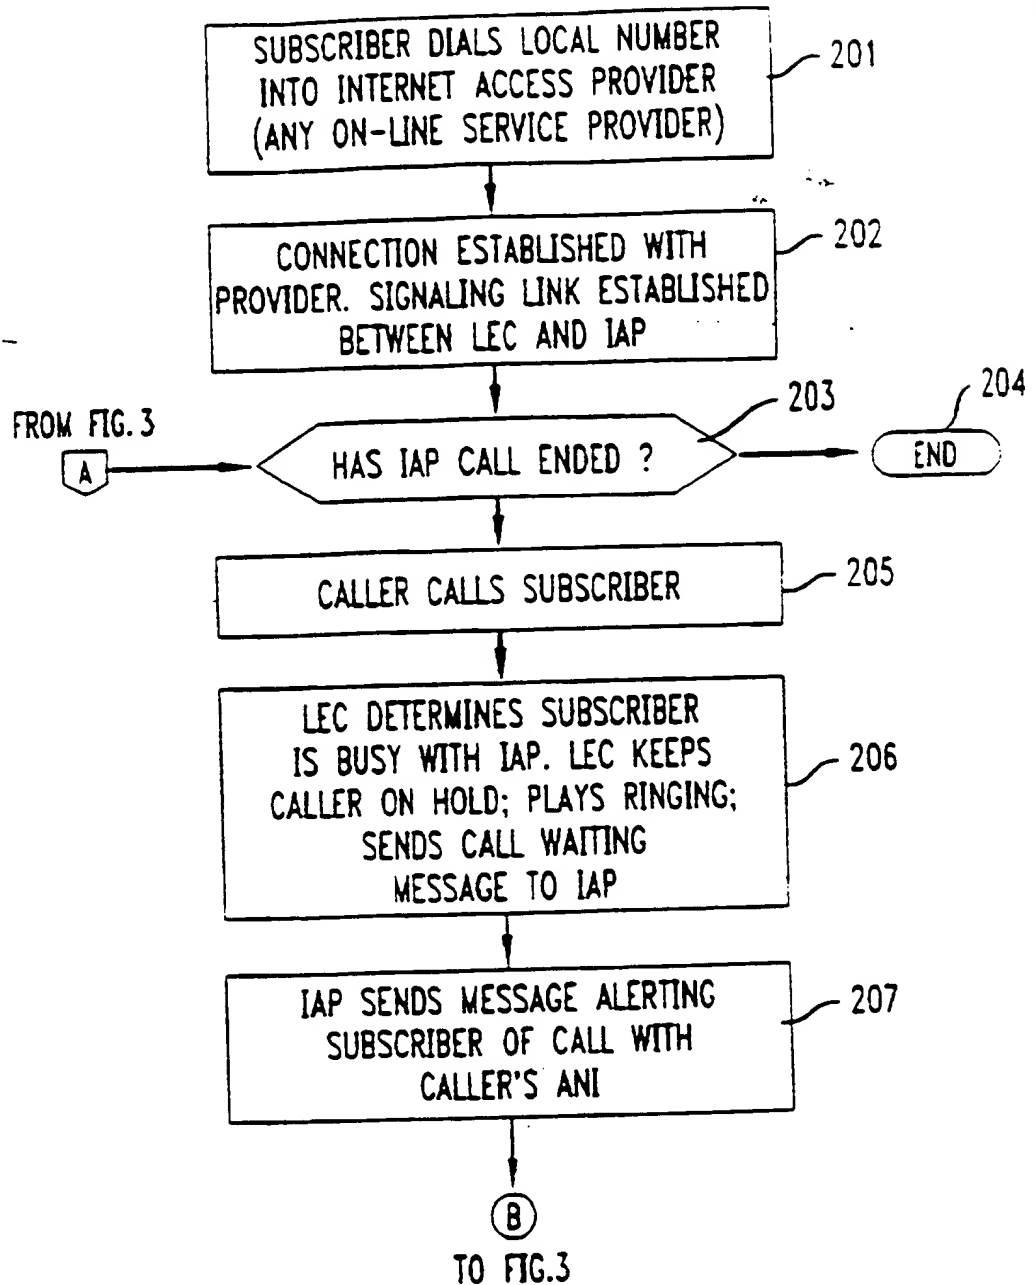 SUBSCRIBER DIALS LOCAL NUMBER
INTO INTERNET ACCESS PROVIDER
(ANY ON-LINE SERVICE PROVIDER)
201
CONNECTION ESTABLISHED WITH
PROVIDER. SIGNALING LINK ESTABLISHED
BETWEEN LEC AND IAP
202
FROM FIG. 3
A
HAS IAP CALL ENDED ?
203
END
204
CALLER CALLS SUBSCRIBER
205
LEC DETERMINES SUBSCRIBER
IS BUSY WITH IAP. LEC KEEPS
CALLER ON HOLD; PLAYS RINGING;
SENDS CALL WAITING
MESSAGE TO IAP
206
IAP SENDS MESSAGE ALERTING
SUBSCRIBER OF CALL WITH
CALLER'S ANI
207
B
TO FIG.3